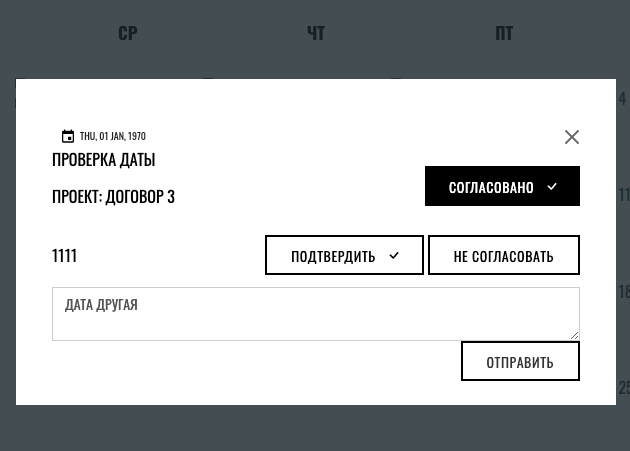 СР ЧТ ПТ
4
THU, 01 JAN, 1970
ПРОВЕРКА ДАТЫ
СОГЛАСОВАНО
ПРОЕКТ: ДОГОВОР 3
11
1111
ПОДТВЕРДИТЬ
НЕ СОГЛАСОВАТЬ
18
ДАТА ДРУГАЯ
ОТПРАВИТЬ
25